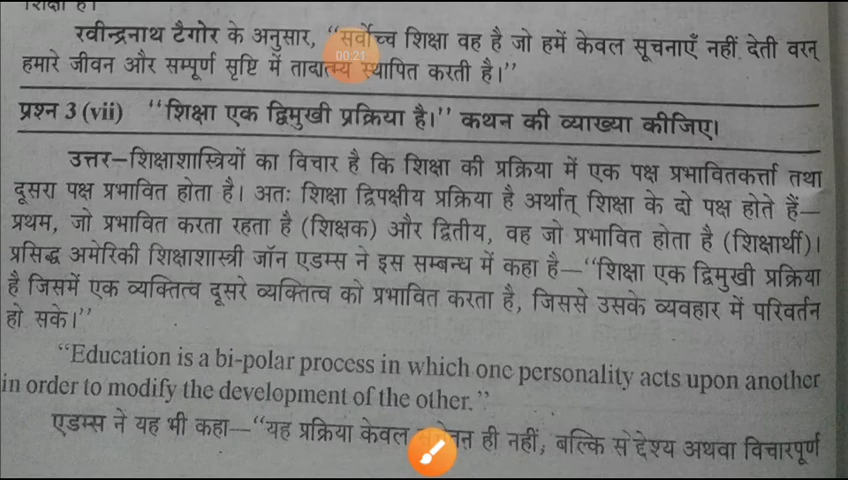 रवीन्द्रनाथ टैगोर के अनुसार, “सर्वोच्च शिक्षा वह है जो हमें केवल सूचनाएँ नहीं देती वरन्
हमारे जीवन और सम्पूर्ण सृष्टि में तादात्म्य स्थापित करती है।”
00:21
प्रश्न 3 (vii) “शिक्षा एक द्विमुखी प्रक्रिया है।” कथन की व्याख्या कीजिए।
उत्तर–शिक्षाशास्त्रियों का विचार है कि शिक्षा की प्रक्रिया में एक पक्ष प्रभावितकर्त्ता तथा
दूसरा पक्ष प्रभावित होता है। अतः शिक्षा द्विपक्षीय प्रक्रिया है अर्थात् शिक्षा के दो पक्ष होते हैं—
प्रथम, जो प्रभावित करता रहता है (शिक्षक) और द्वितीय, वह जो प्रभावित होता है (शिक्षार्थी)।
प्रसिद्ध अमेरिकी शिक्षाशास्त्री जॉन एडम्स ने इस सम्बन्ध में कहा है—“शिक्षा एक द्विमुखी प्रक्रिया
है जिसमें एक व्यक्तित्व दूसरे व्यक्तित्व को प्रभावित करता है, जिससे उसके व्यवहार में परिवर्तन
हो सके।”
“Education is a bi-polar process in which one personality acts upon another
in order to modify the development of the other.”
एडम्स ने यह भी कहा—“यह प्रक्रिया केवल ही नहीं, बल्कि अथवा विचारपूर्ण